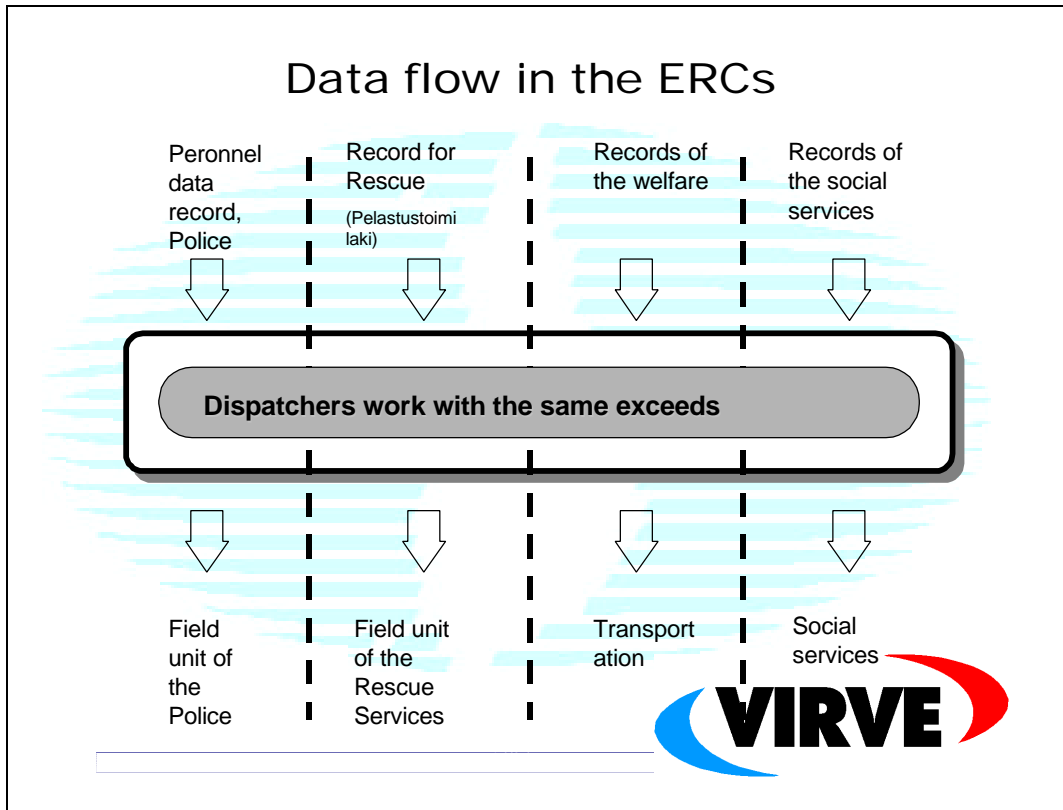 Data flow in the ERCs
Peronnel
data
record,
Police
Record for
Rescue
(Pelastustoimi
laki)
Records of
the welfare
Records of
the social
services
Dispatchers work with the same exceeds
Field
unit of
the
Police
Field unit
of the
Rescue
Services
Transport
ation
Social
services
VIRVE